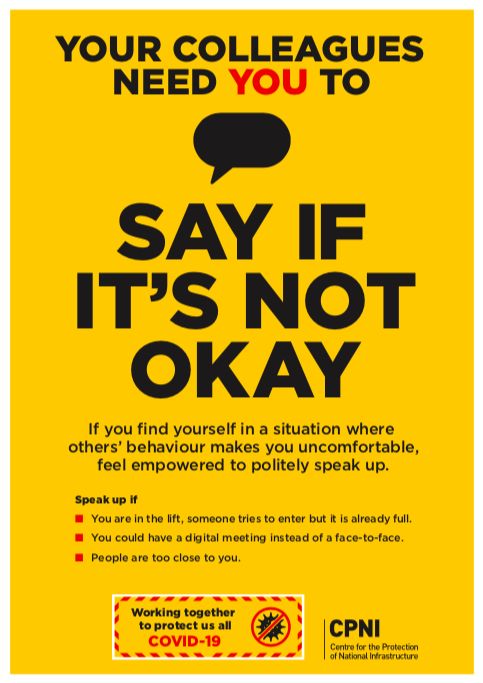 YOUR COLLEAGUES
NEED YOU TO
SAY IF
IT’S NOT
OKAY
If you find yourself in a situation where
others’ behaviour makes you uncomfortable,
feel empowered to politely speak up.
Speak up if
You are in the lift, someone tries to enter but it is already full.
You could have a digital meeting instead of a face-to-face.
People are too close to you.
Working together
to protect us all
COVID-19
CPNI
Centre for the Protection
of National Infrastructure